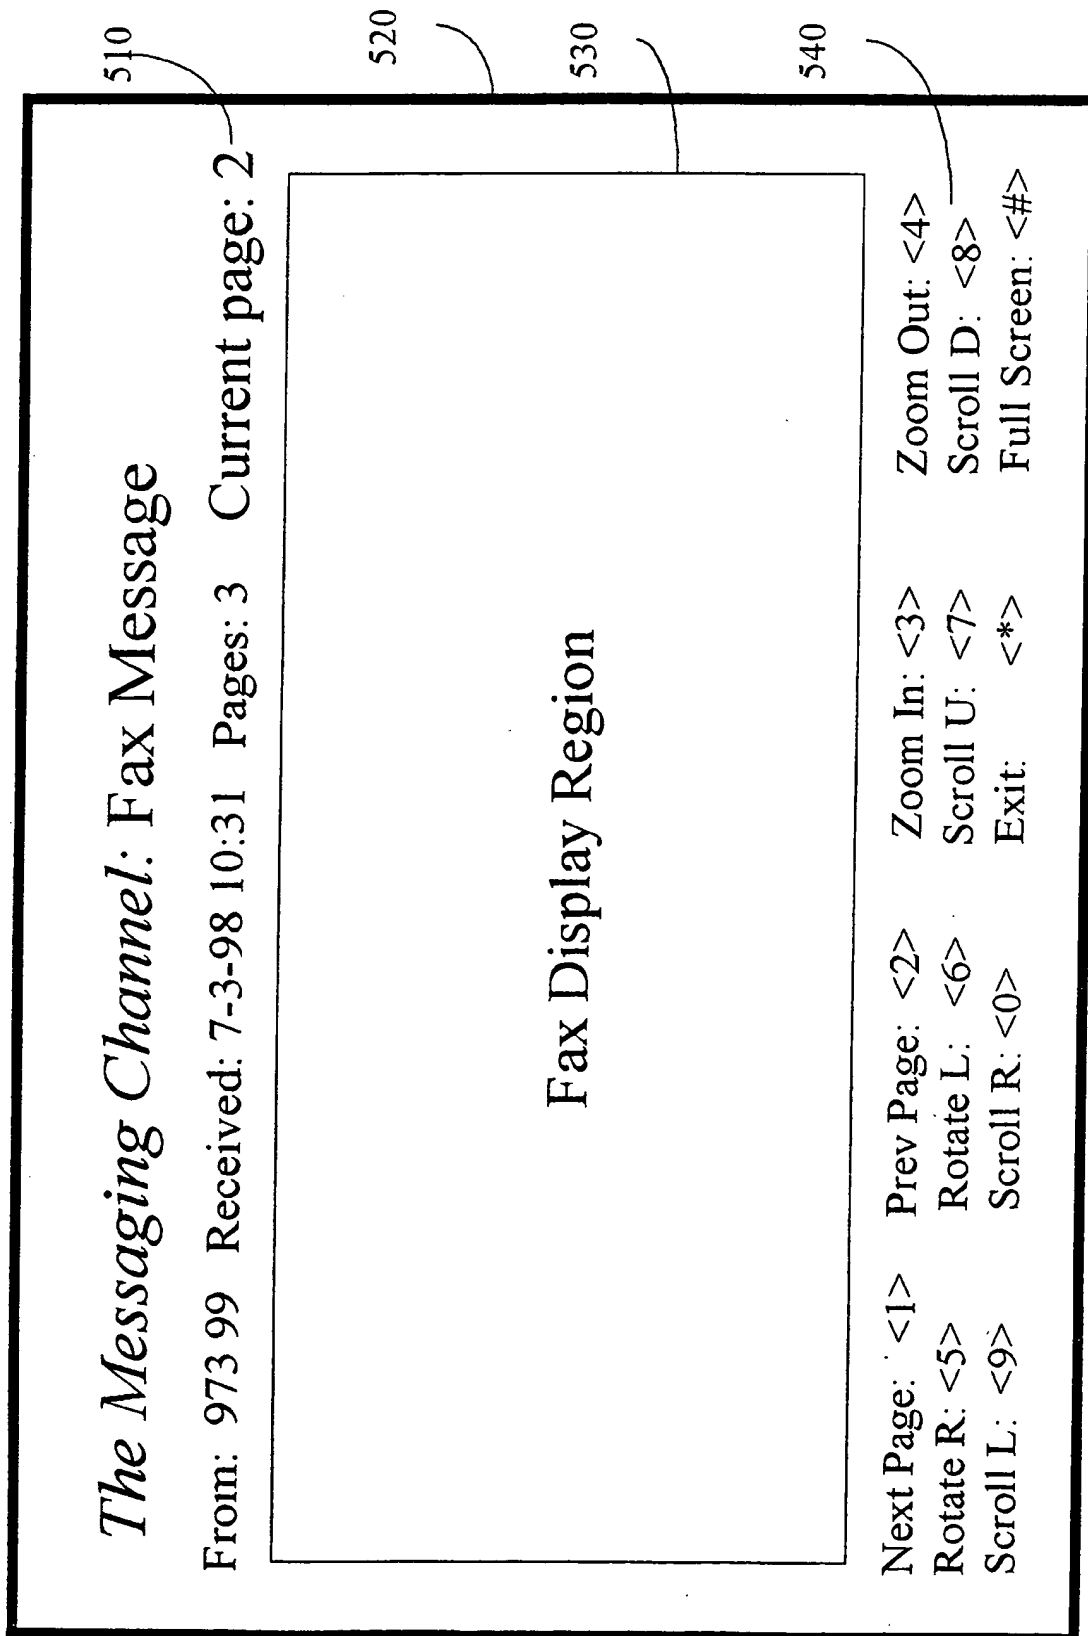 The Messaging Channel: Fax Message
From: 973 99 Received: 7-3-98 10:31 Pages: 3 Current page: 2
Fax Display Region
Next Page: <1> Prev Page: <2> Zoom In: <3> Zoom Out: <4>
Rotate R: <5> Rotate L: <6> Scroll U: <7> Scroll D: <8>
Scroll L: <9> Scroll R: <0> Exit: <*> Full Screen: <#>
510
520
530
540